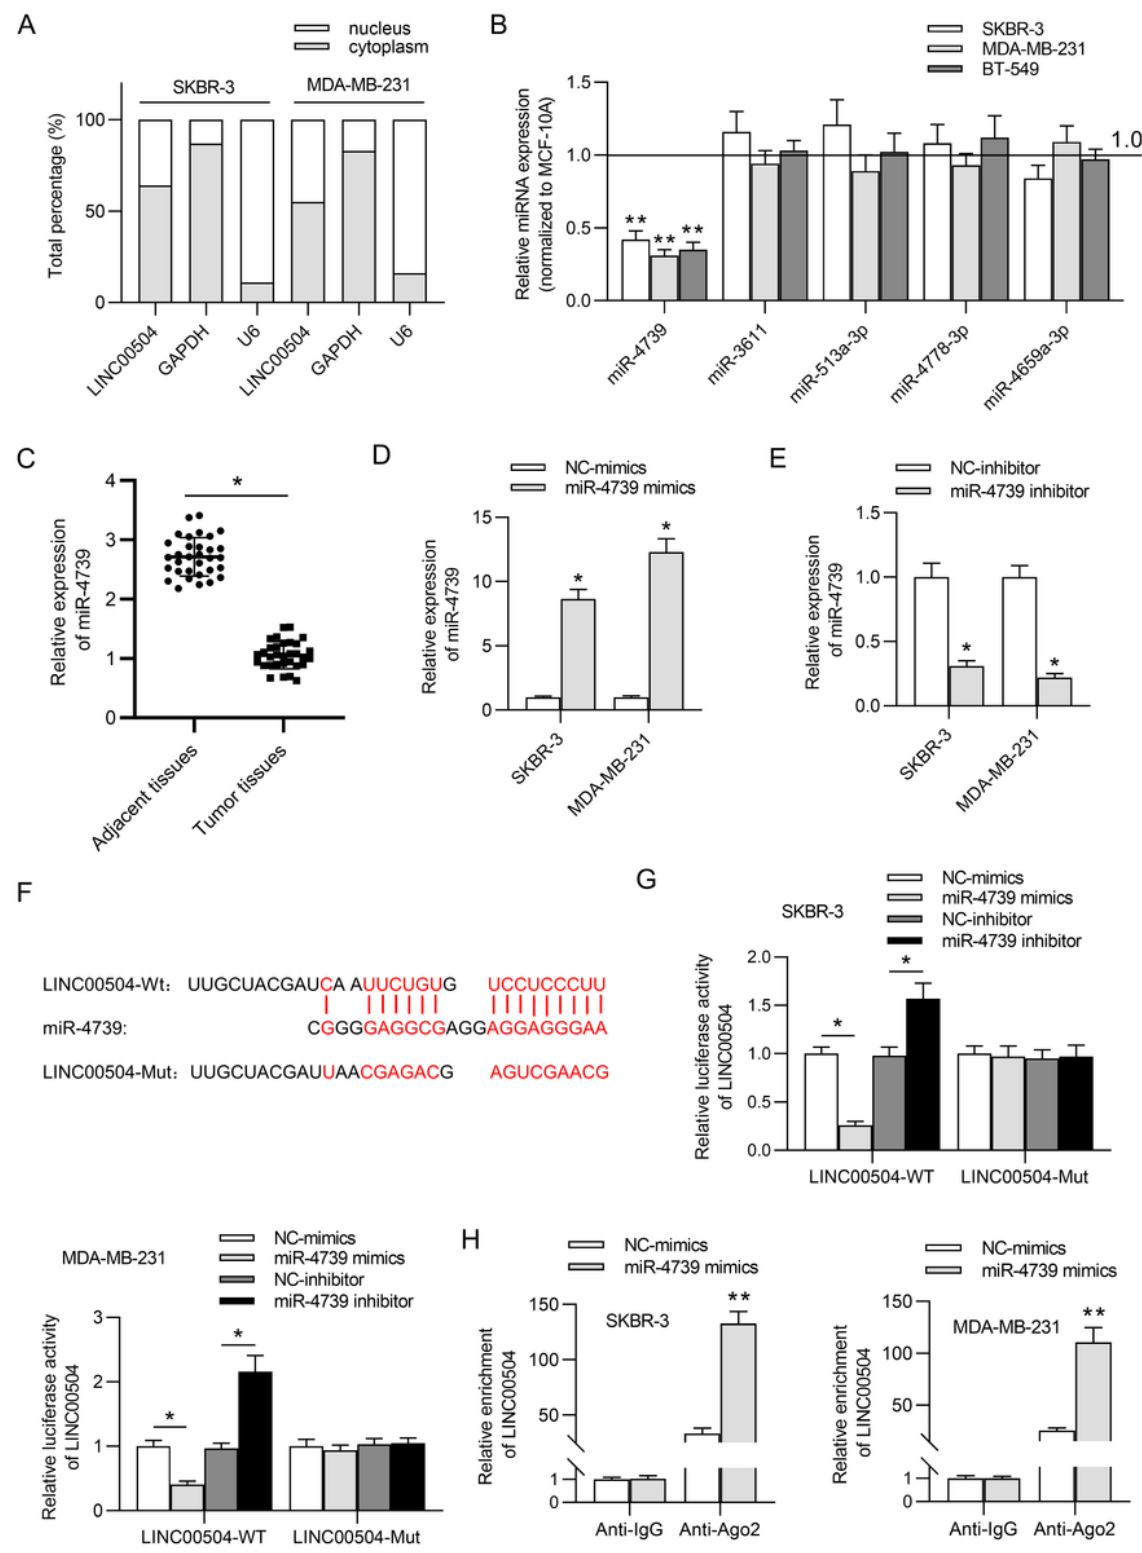 A
nucleus
cytoplasm
SKBR-3
MDA-MB-231
Total percentage (%)
100
50
0
LINC00504
GAPDH
U6
LINC00504
GAPDH
U6
B
SKBR-3
MDA-MB-231
BT-549
Relative miRNA expression
(normalized to MCF-10A)
1.5
1.0
0.5
0.0
1.0
** ** **
miR-4739
miR-3611
miR-513a-3p
miR-4778-3p
miR-4659a-3p
C
Relative expression
of miR-4739
4
3
2
1
0
*
Adjacent tissues
Tumor tissues
D
NC-mimics
miR-4739 mimics
Relative expression
of miR-4739
15
10
5
0
*
*
SKBR-3
MDA-MB-231
E
NC-inhibitor
miR-4739 inhibitor
Relative expression
of miR-4739
1.5
1.0
0.5
0.0
*
*
SKBR-3
MDA-MB-231
F
LINC00504-Wt: UUGCUACGAUCA AUUCUGUG UCCUCCCUU
miR-4739: CGGGGAGGCGAGGAGGAGGGAA
LINC00504-Mut: UUGCUACGAUUAACGAGACG AGUCGAACG
G
SKBR-3
NC-mimics
miR-4739 mimics
NC-inhibitor
miR-4739 inhibitor
Relative luciferase activity
of LINC00504
2.0
1.5
1.0
0.5
0.0
*
*
LINC00504-WT
LINC00504-Mut
MDA-MB-231
NC-mimics
miR-4739 mimics
NC-inhibitor
miR-4739 inhibitor
Relative luciferase activity
of LINC00504
3
2
1
0
*
*
LINC00504-WT
LINC00504-Mut
H
NC-mimics
miR-4739 mimics
SKBR-3
Relative enrichment
of LINC00504
150
100
50
1
0
**
Anti-IgG
Anti-Ago2
NC-mimics
miR-4739 mimics
MDA-MB-231
Relative enrichment
of LINC00504
150
100
50
1
0
**
Anti-IgG
Anti-Ago2